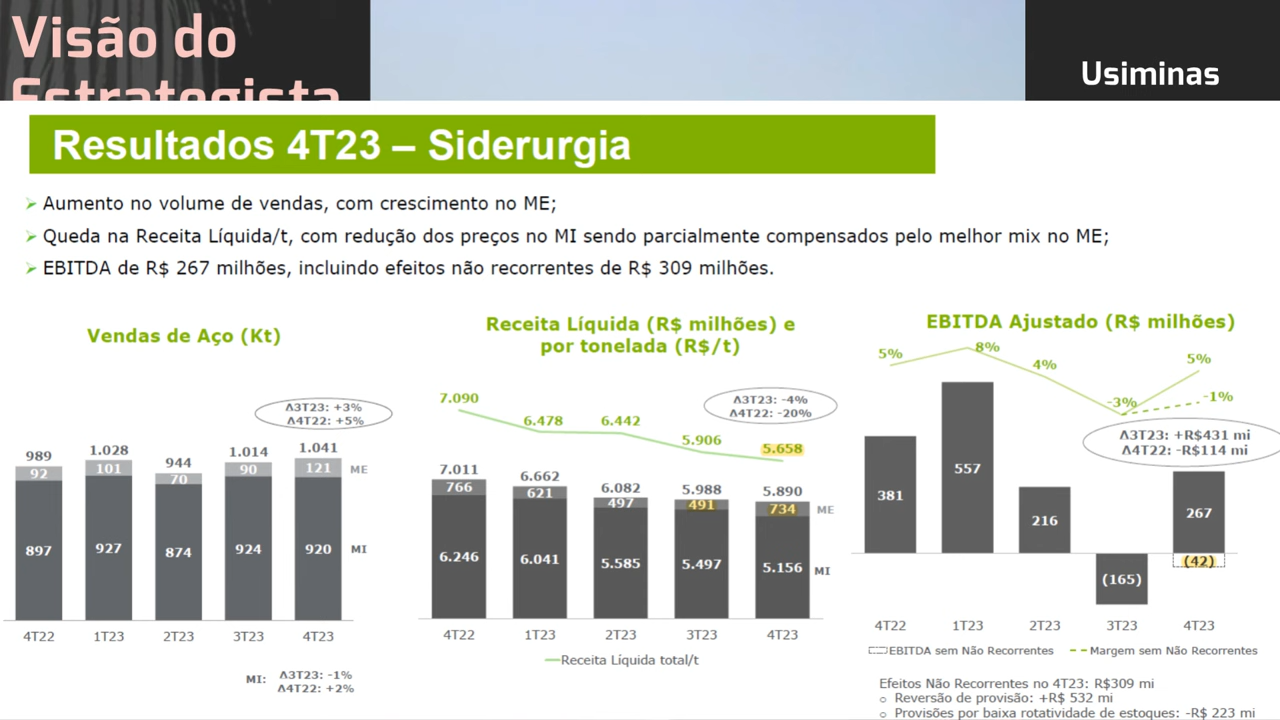 Visão do
Estrategista
Usiminas
Resultados 4T23 – Siderurgia
Aumento no volume de vendas, com crescimento no ME;
Queda na Receita Líquida/t, com redução dos preços no MI sendo parcialmente compensados pelo melhor mix no ME;
EBITDA de R$ 267 milhões, incluindo efeitos não recorrentes de R$ 309 milhões.
Vendas de Aço (Kt)
Δ3T23: +3%
Δ4T22: +5%
989 1.028 944 1.014 1.041
92 101 70 90 121 ME
897 927 874 924 920 MI
4T22 1T23 2T23 3T23 4T23
MI: Δ3T23: -1%
Δ4T22: +2%
Receita Líquida (R$ milhões) e
por tonelada (R$/t)
Δ3T23: -4%
Δ4T22: -20%
7.090 6.478 6.442 5.906 5.658
7.011 6.662 6.082 5.988 5.890
766 621 497 491 734 ME
6.246 6.041 5.585 5.497 5.156 MI
4T22 1T23 2T23 3T23 4T23
Receita Líquida total/t
EBITDA Ajustado (R$ milhões)
5% 8% 4% -3% 5%
-1%
Δ3T23: +R$431 mi
Δ4T22: -R$114 mi
381 557 216 (165) 267
(42)
4T22 1T23 2T23 3T23 4T23
EBITDA sem Não Recorrentes Margem sem Não Recorrentes
Efeitos Não Recorrentes no 4T23: R$309 mi
Reversão de provisão: +R$ 532 mi
Provisões por baixa rotatividade de estoques: -R$ 223 mi